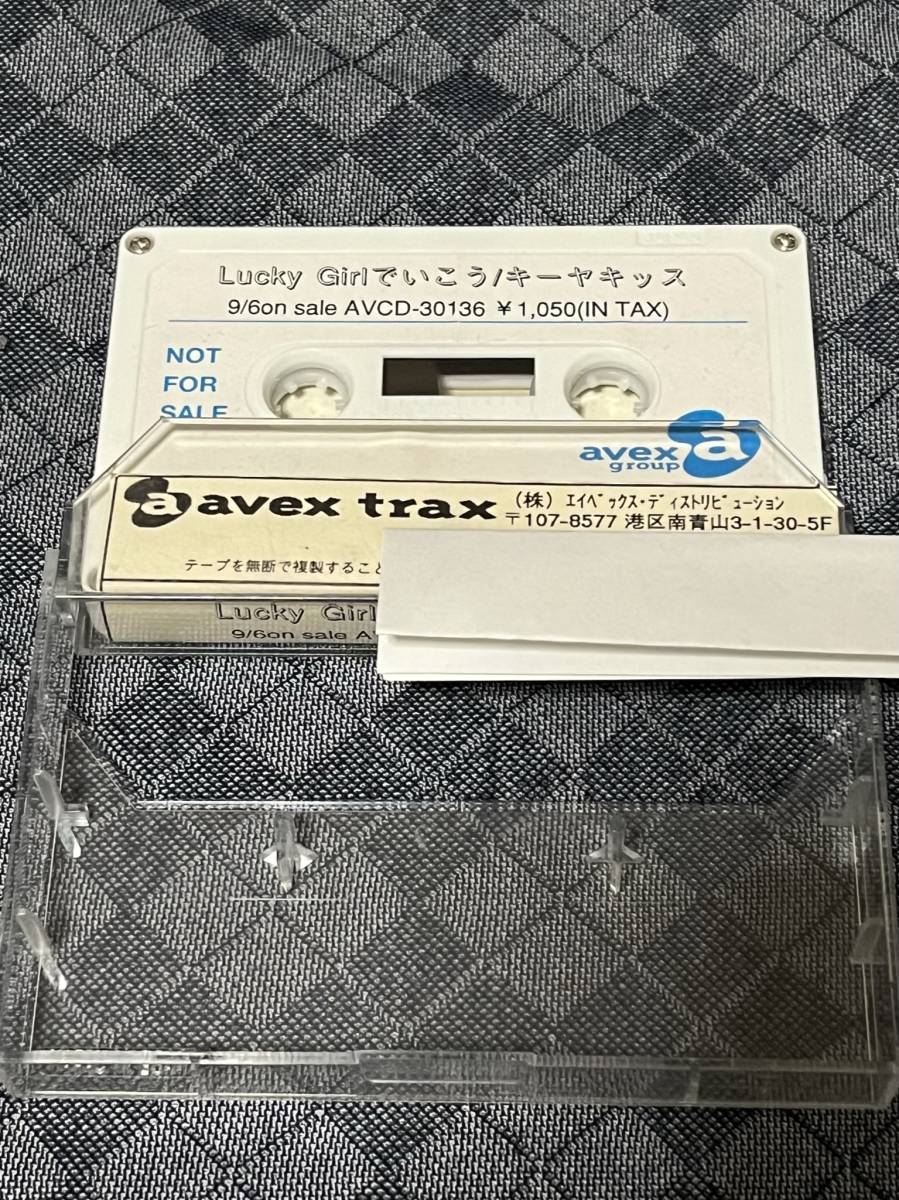 Lucky Girlでいこう/キーヤキッス
9/6on sale AVCD-30136 ￥1,050(IN TAX)
NOT
FOR
SALE
avex
group
a
a avex trax
(株) ｴｲﾍﾞｯｸｽ･ﾃﾞｨｽﾄﾘﾋﾞｭｰｼｮﾝ
〒107-8577 港区南青山3-1-30-5F
テープを無断で複製すること
Lucky Girl
9/6on sale A